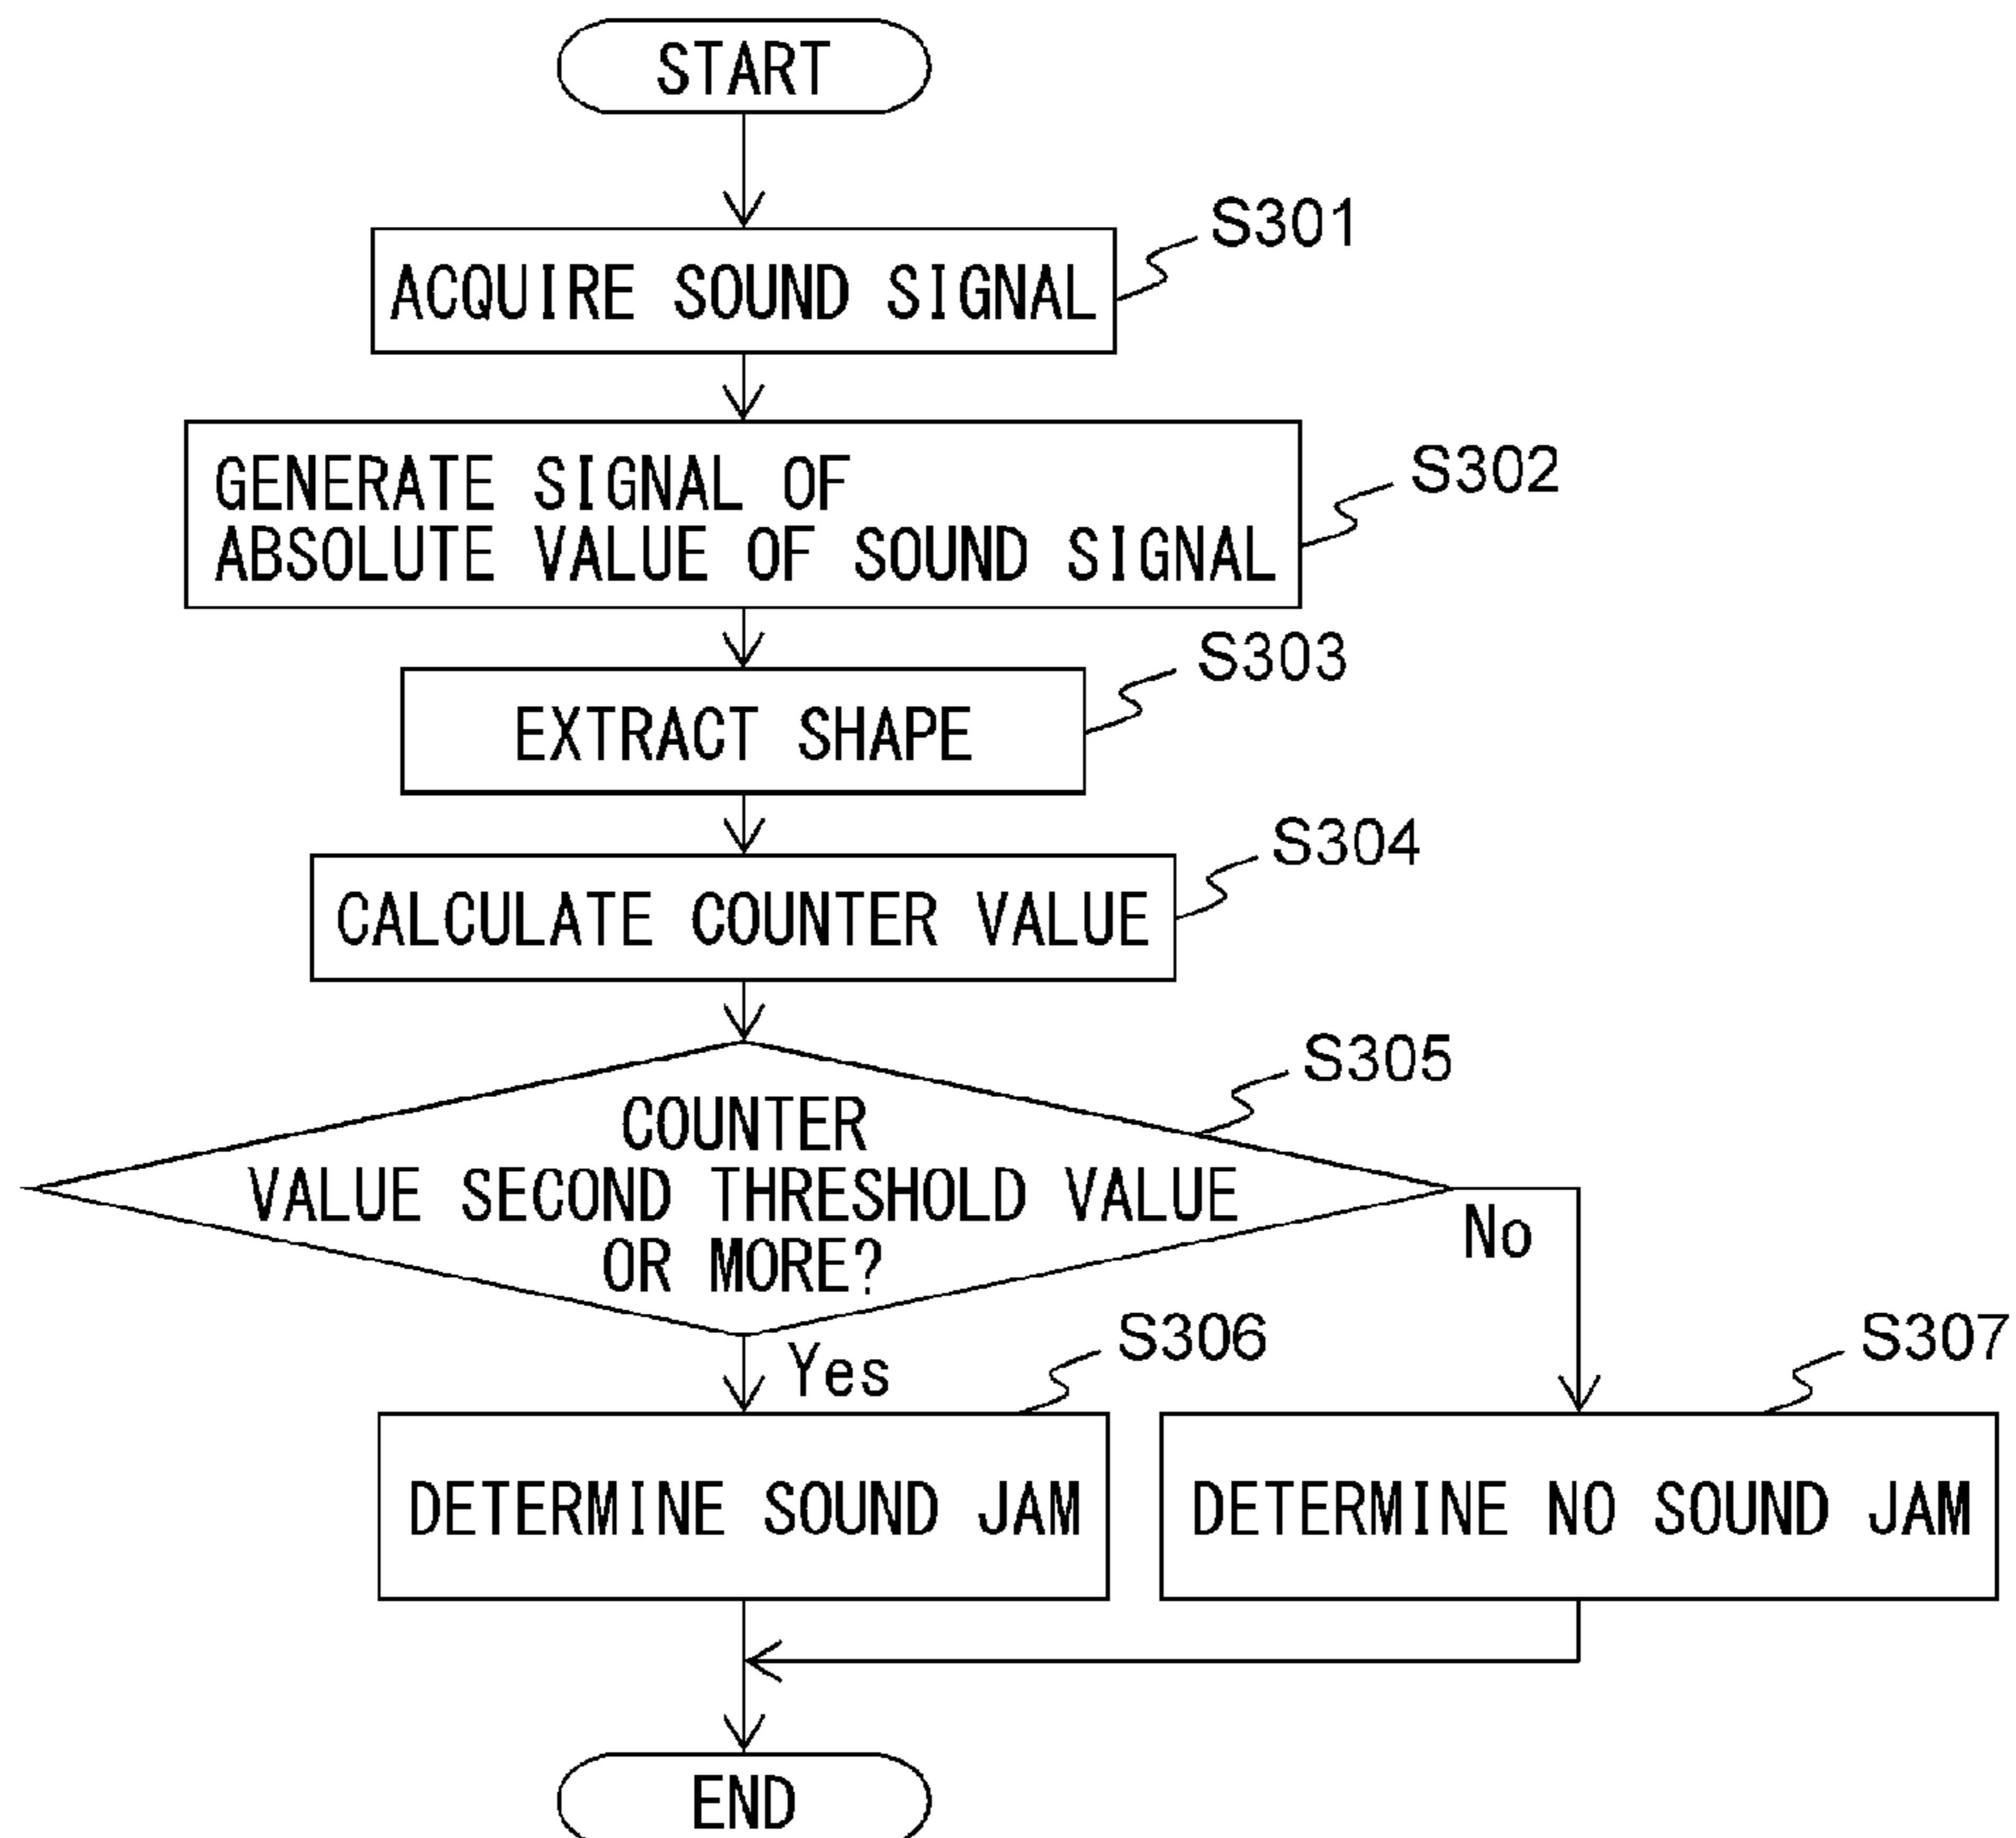 START
S301
ACQUIRE SOUND SIGNAL
S302
GENERATE SIGNAL OF
ABSOLUTE VALUE OF SOUND SIGNAL
S303
EXTRACT SHAPE
S304
CALCULATE COUNTER VALUE
S305
COUNTER
VALUE SECOND THRESHOLD VALUE
OR MORE?
No
Yes
S306
S307
DETERMINE SOUND JAM
DETERMINE NO SOUND JAM
END